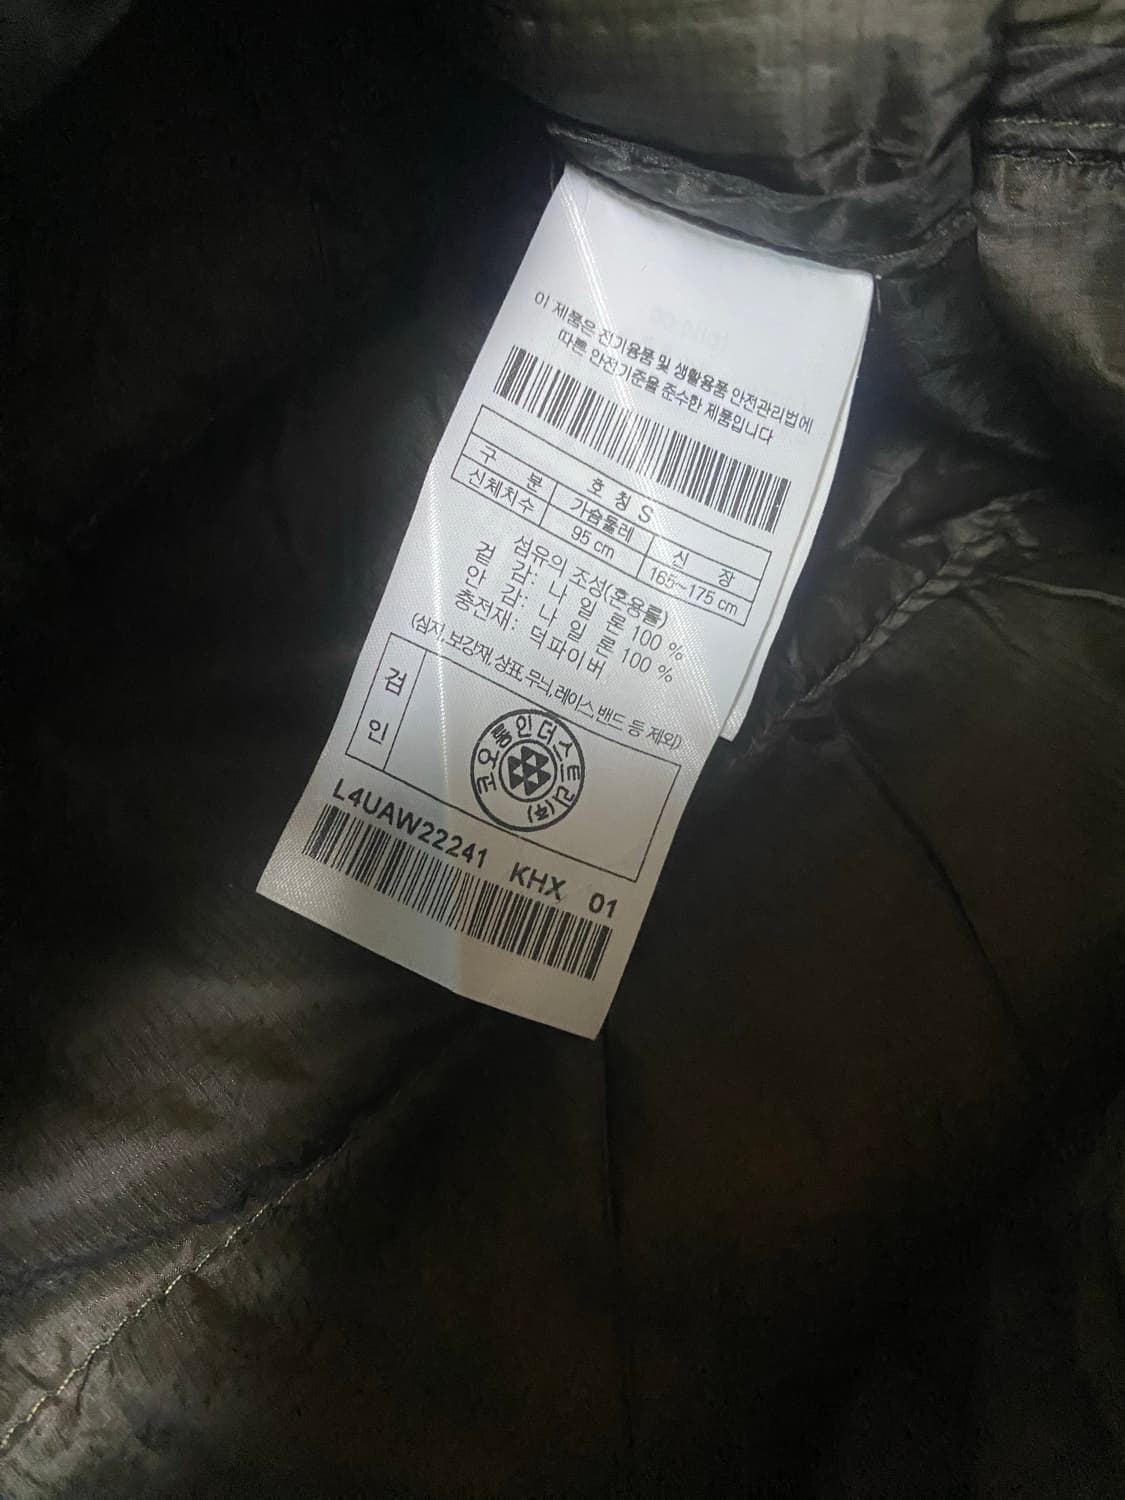 이 제품은 전기용품 및 생활용품 안전관리법에
따른 안전기준을 준수한 제품입니다
호 칭 S
구 분 가슴둘레 신 장
신체치수 95 cm 165~175 cm
섬유의 조성(혼용률)
겉 감: 나 일 론 100 %
안 감: 나 일 론 100 %
충전재: 덕파이버
(심지, 보강재, 상표, 무늬, 레이스, 밴드 등 제외)
검 인
코오롱인더스트리(주)
L4UAW22241 KHX 01